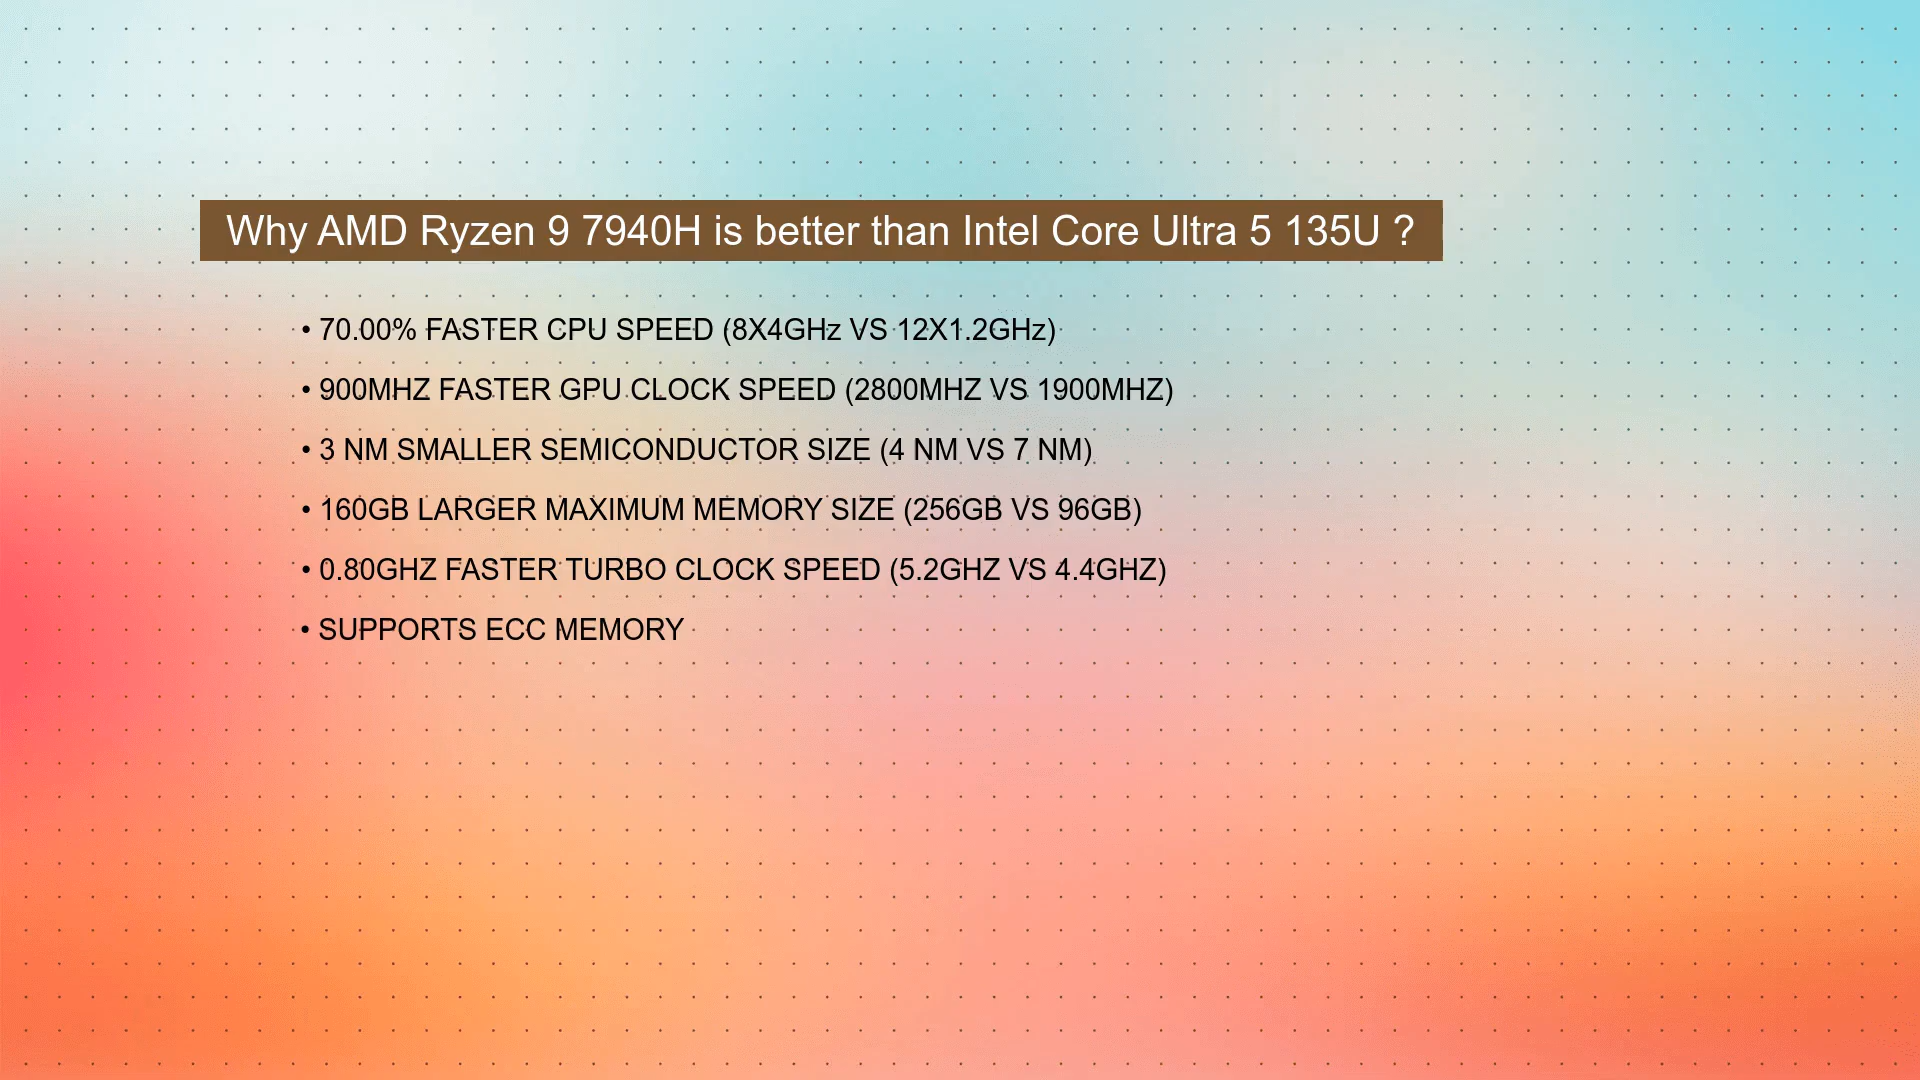 Why AMD Ryzen 9 7940H is better than Intel Core Ultra 5 135U ?
• 70.00% FASTER CPU SPEED (8X4GHz VS 12X1.2GHz)
• 900MHZ FASTER GPU CLOCK SPEED (2800MHZ VS 1900MHZ)
• 3 NM SMALLER SEMICONDUCTOR SIZE (4 NM VS 7 NM)
• 160GB LARGER MAXIMUM MEMORY SIZE (256GB VS 96GB)
• 0.80GHZ FASTER TURBO CLOCK SPEED (5.2GHZ VS 4.4GHZ)
• SUPPORTS ECC MEMORY